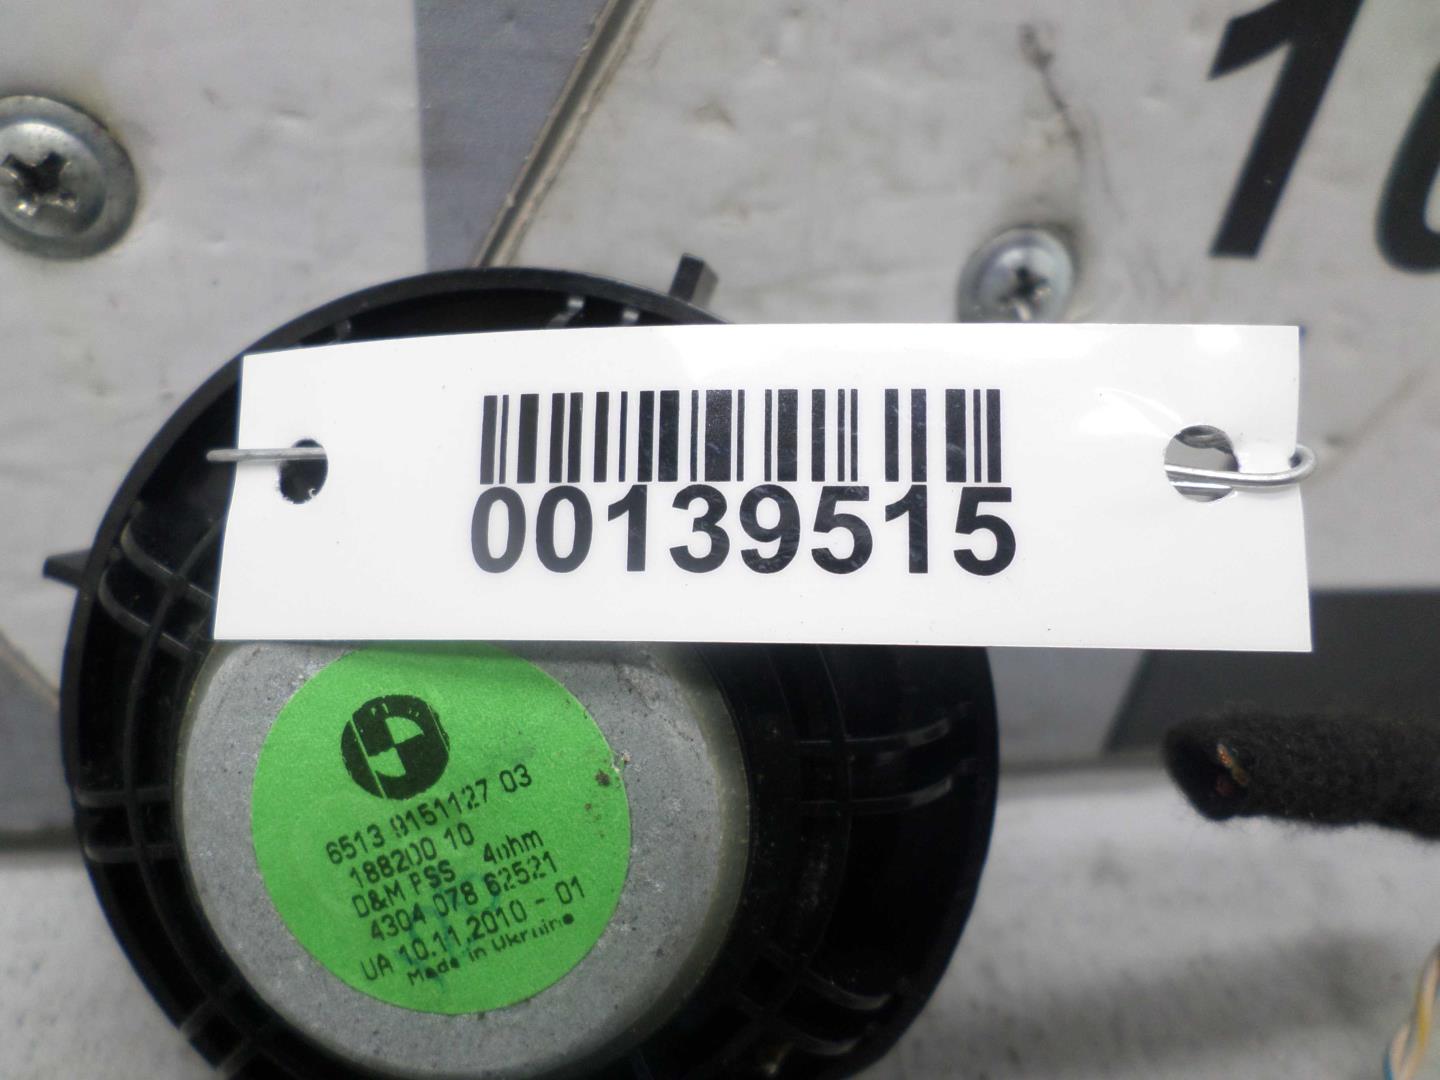 10
00139515
6513 9151127 03
188200 10
D&M PSS 4ohm
4304 078 62521
UA 10.11.2010 - 01
Made in Ukraine